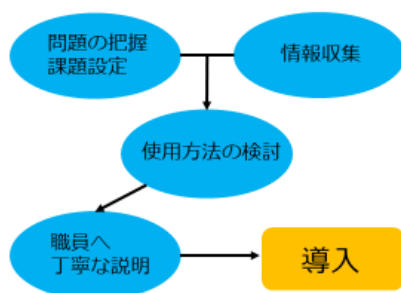 問題の把握
課題設定
情報収集
使用方法の検討
職員へ
丁寧な説明
導入